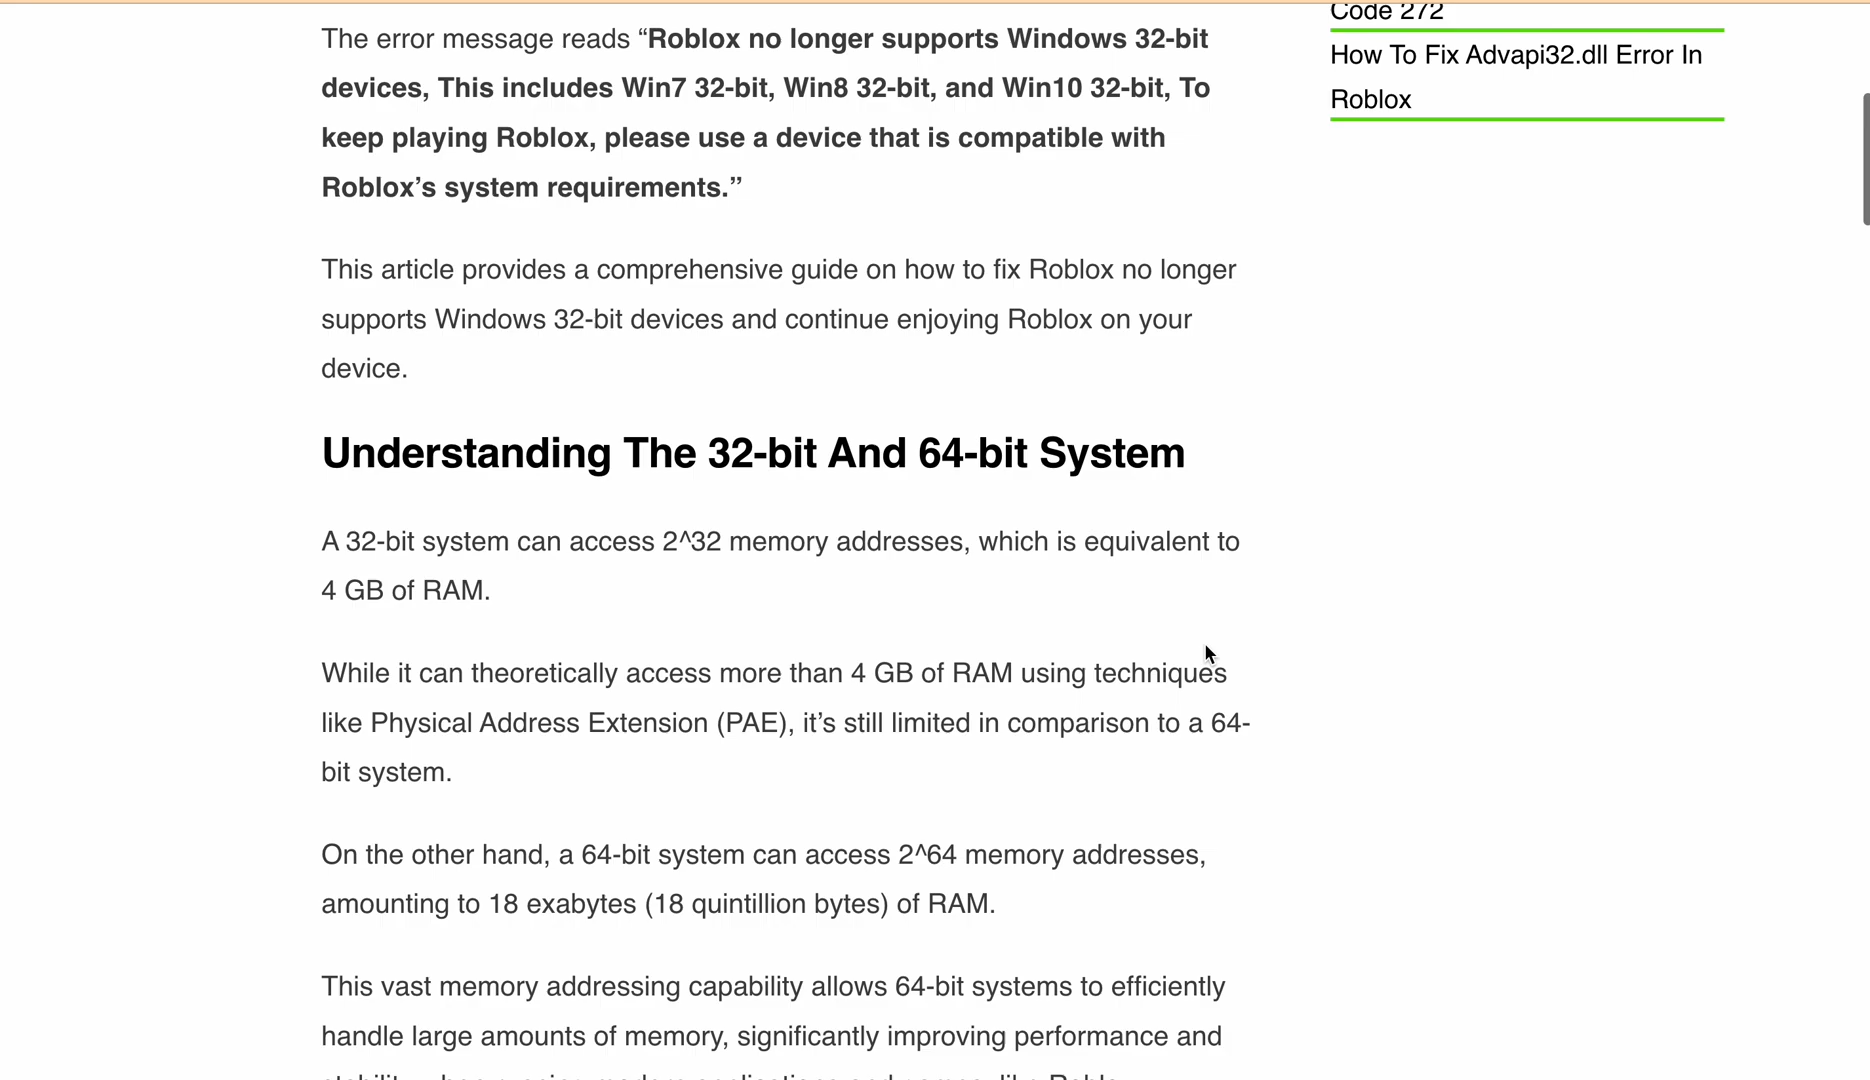 The error message reads “Roblox no longer supports Windows 32-bit
devices, This includes Win7 32-bit, Win8 32-bit, and Win10 32-bit, To
keep playing Roblox, please use a device that is compatible with
Roblox’s system requirements.”
This article provides a comprehensive guide on how to fix Roblox no longer
supports Windows 32-bit devices and continue enjoying Roblox on your
device.
Understanding The 32-bit And 64-bit System
A 32-bit system can access 2^32 memory addresses, which is equivalent to
4 GB of RAM.
While it can theoretically access more than 4 GB of RAM using techniques
like Physical Address Extension (PAE), it’s still limited in comparison to a 64-
bit system.
On the other hand, a 64-bit system can access 2^64 memory addresses,
amounting to 18 exabytes (18 quintillion bytes) of RAM.
This vast memory addressing capability allows 64-bit systems to efficiently
handle large amounts of memory, significantly improving performance and
Code 272
How To Fix Advapi32.dll Error In
Roblox